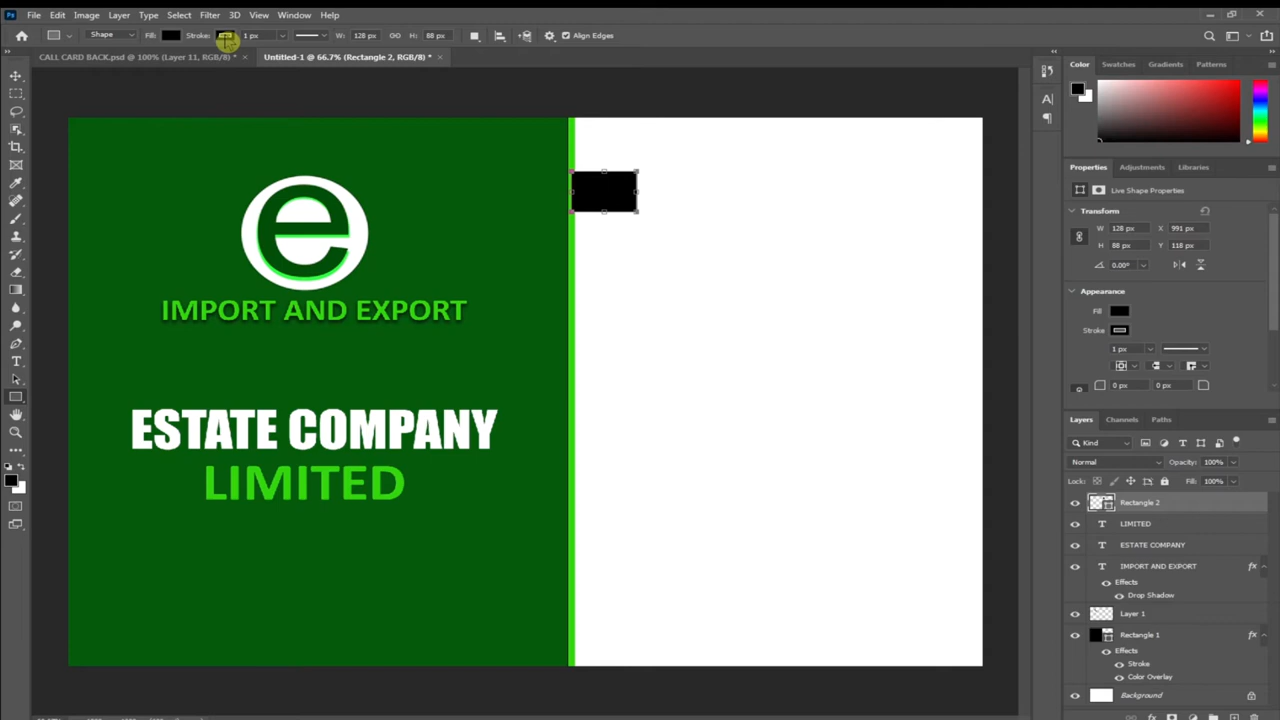 Ps File Edit Image Layer Type Select Filter 3D View Window Help
Shape Fill: Stroke: 1 px W: 128 px H: 88 px Align Edges
CALL CARD BACK.psd @ 100% (Layer 11, RGB/8) * × Untitled-1 @ 66.7% (Rectangle 2, RGB/8) * ×
Color Swatches Gradients Patterns
Properties Adjustments Libraries
Live Shape Properties
Transform
W 128 px X 991 px
H 88 px Y 118 px
0.00°
Appearance
Fill
Stroke
1 px
0 px 0 px
Layers Channels Paths
Kind
Normal Opacity: 100%
Lock: Fill: 100%
Rectangle 2
T LIMITED
T ESTATE COMPANY
T IMPORT AND EXPORT fx
Effects
Drop Shadow
Layer 1
Rectangle 1 fx
Effects
Stroke
Color Overlay
Background
e
IMPORT AND EXPORT
ESTATE COMPANY
LIMITED